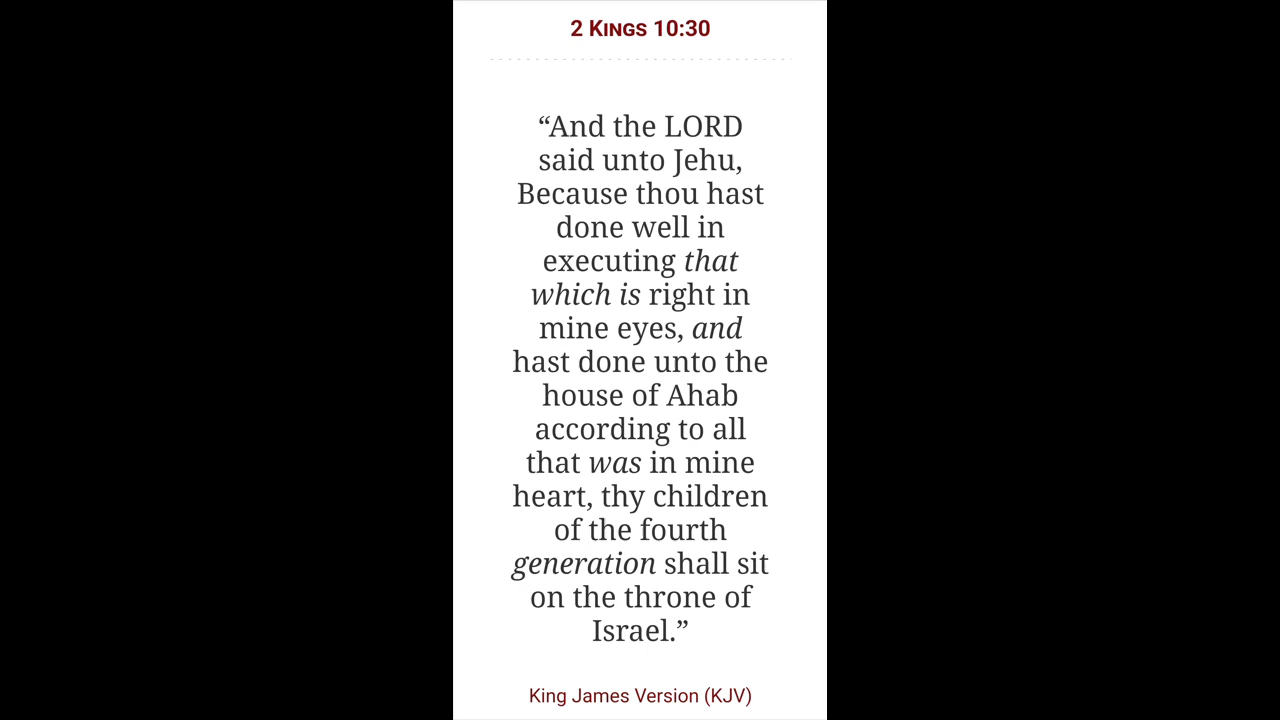 2 Kings 10:30
“And the LORD
said unto Jehu,
Because thou hast
done well in
executing that
which is right in
mine eyes, and
hast done unto the
house of Ahab
according to all
that was in mine
heart, thy children
of the fourth
generation shall sit
on the throne of
Israel.”
King James Version (KJV)